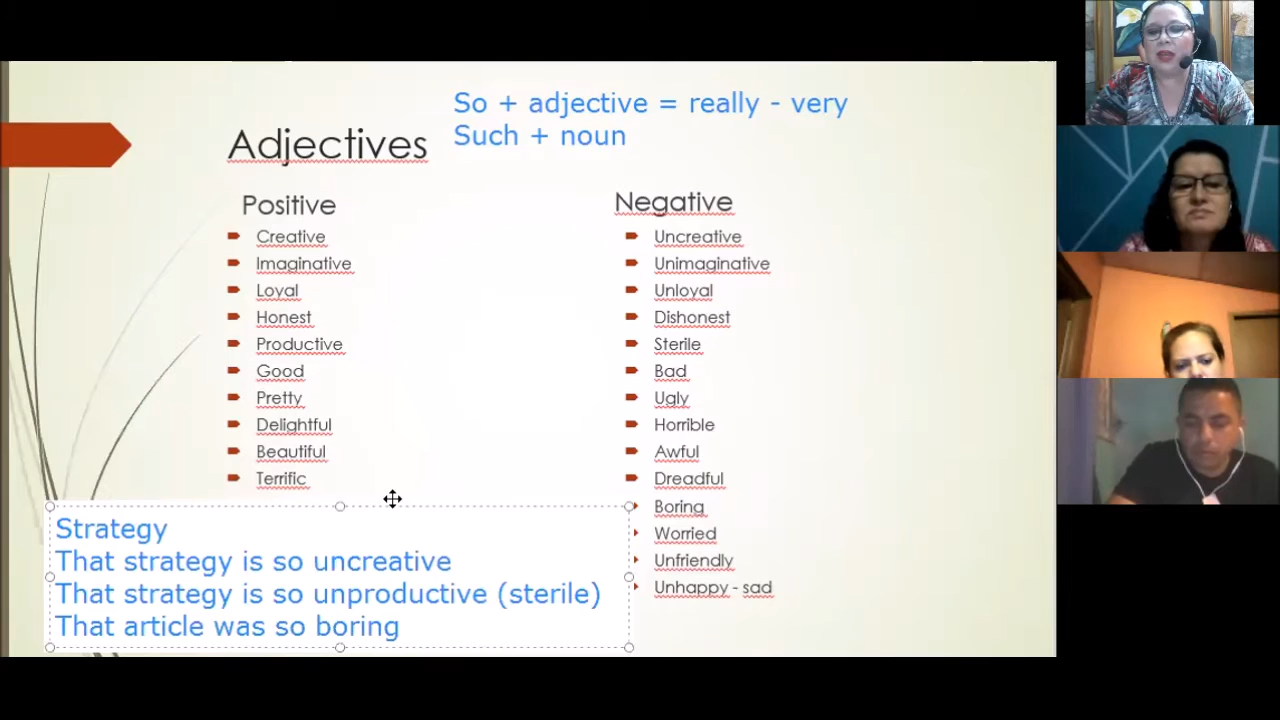 So + adjective = really - very
Such + noun
Adjectives
Positive
Creative
Imaginative
Loyal
Honest
Productive
Good
Pretty
Delightful
Beautiful
Terrific
Negative
Uncreative
Unimaginative
Unloyal
Dishonest
Sterile
Bad
Ugly
Horrible
Awful
Dreadful
Boring
Worried
Unfriendly
Unhappy - sad
Strategy
That strategy is so uncreative
That strategy is so unproductive (sterile)
That article was so boring